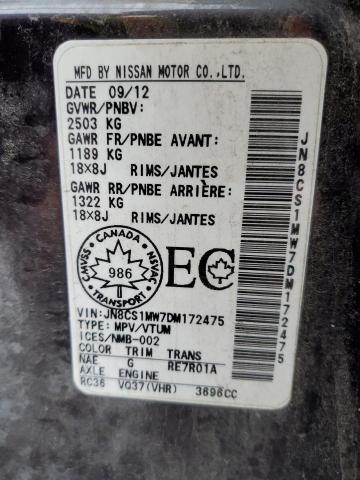 MFD BY NISSAN MOTOR CO.,LTD.
DATE 09/12
GVWR/PNBV:
2503 KG
GAWR FR/PNBE AVANT:
1189 KG
18×8J RIMS/JANTES
GAWR RR/PNBE ARRIÈRE:
1322 KG
18×8J RIMS/JANTES
CANADA
CMVSS
NSVAC
986
EC
VIN:JN8CS1MW7DM172475
TYPE: MPV/VTUM
ICES/NMB-002
COLOR TRIM TRANS
NAE G RE7R01A
AXLE ENGINE
RC36 VQ37(VHR) 3696CC
JN8CS1MW7DM172475